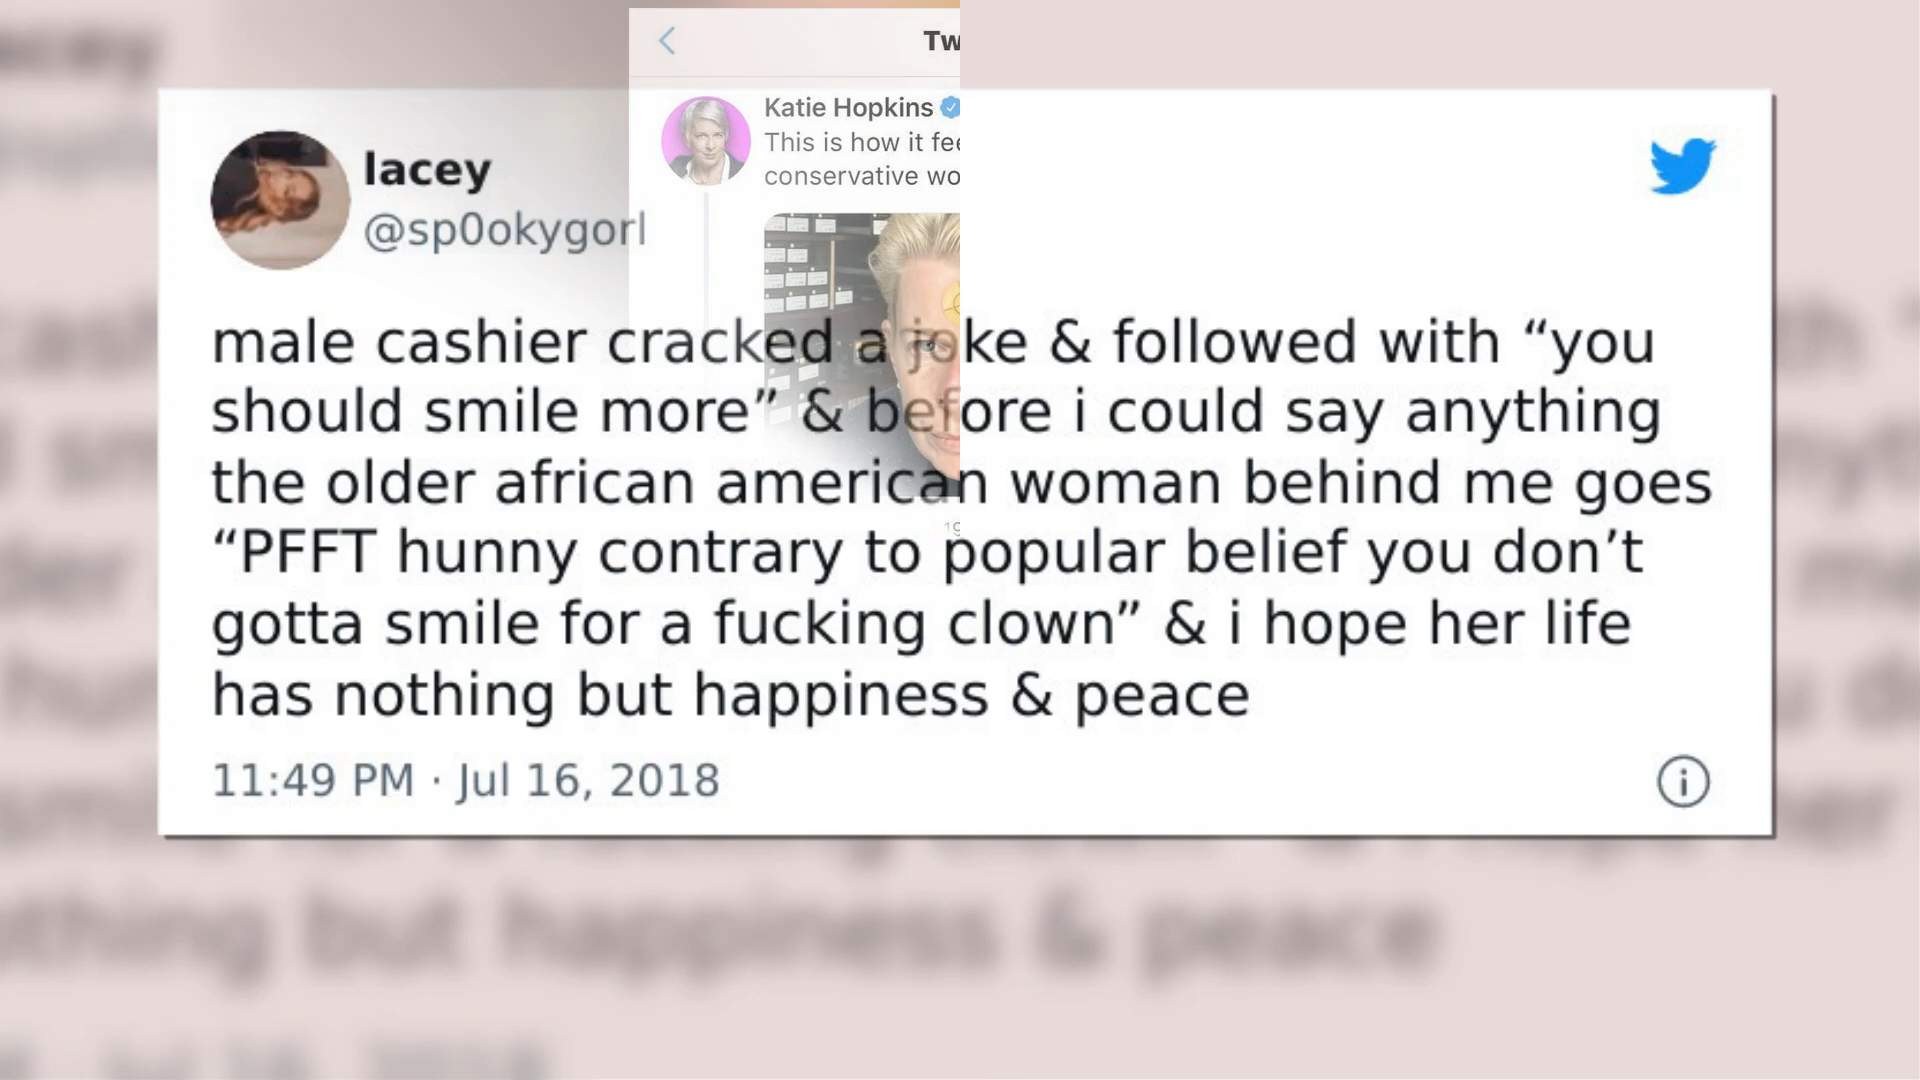 Tw
Katie Hopkins
This is how it fee
conservative wo
lacey
@sp0okygorl
male cashier cracked a joke & followed with “you
should smile more” & before i could say anything
the older african american woman behind me goes
“PFFT hunny contrary to popular belief you don’t
gotta smile for a fucking clown” & i hope her life
has nothing but happiness & peace
19
11:49 PM · Jul 16, 2018